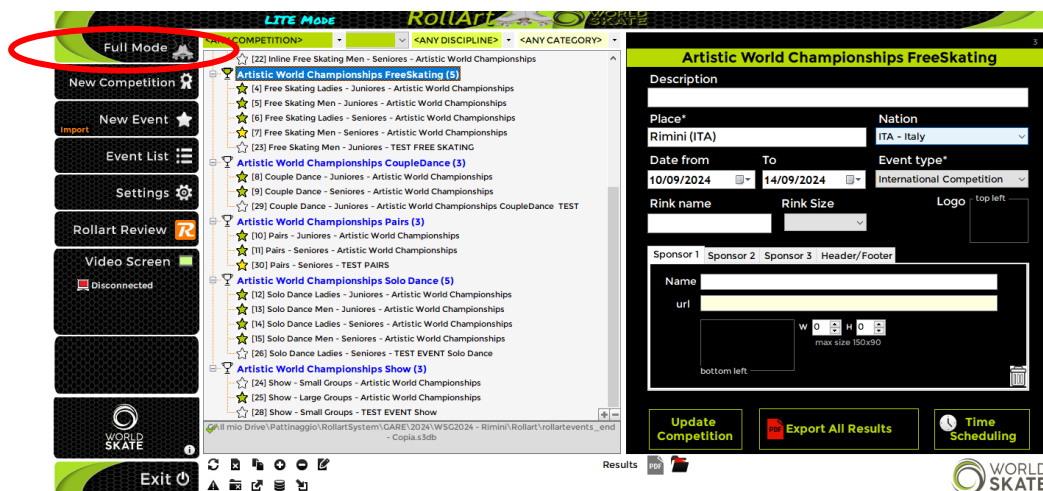 LITE MODE
RollArt
WORLD
SKATE
Full Mode
New Competition
New Event
Import
Event List
Settings
Rollart Review
Video Screen
Disconnected
WORLD
SKATE
Exit
<ANY COMPETITION> <ANY DISCIPLINE> <ANY CATEGORY>
[22] Inline Free Skating Men - Seniores - Artistic World Championships
Artistic World Championships FreeSkating (5)
[4] Free Skating Ladies - Juniores - Artistic World Championships
[5] Free Skating Men - Juniores - Artistic World Championships
[6] Free Skating Ladies - Seniores - Artistic World Championships
[7] Free Skating Men - Seniores - Artistic World Championships
[23] Free Skating Men - Juniores - TEST FREE SKATING
Artistic World Championships CoupleDance (3)
[8] Couple Dance - Juniores - Artistic World Championships
[9] Couple Dance - Seniores - Artistic World Championships
[29] Couple Dance - Juniores - Artistic World Championships CoupleDance TEST
Artistic World Championships Pairs (3)
[10] Pairs - Juniores - Artistic World Championships
[11] Pairs - Seniores - Artistic World Championships
[30] Pairs - Seniores - TEST PAIRS
Artistic World Championships Solo Dance (5)
[12] Solo Dance Ladies - Juniores - Artistic World Championships
[13] Solo Dance Men - Juniores - Artistic World Championships
[14] Solo Dance Ladies - Seniores - Artistic World Championships
[15] Solo Dance Men - Seniores - Artistic World Championships
[26] Solo Dance Ladies - Seniores - TEST EVENT Solo Dance
Artistic World Championships Show (3)
[24] Show - Small Groups - Artistic World Championships
[25] Show - Large Groups - Artistic World Championships
[28] Show - Small Groups - TEST EVENT Show
Il mio Drive\Pattinaggio\RollartSystem\GARE\2024\WSG2024 - Rimini\Rollart\rollartevents_end
- Copia.s3db
3
Artistic World Championships FreeSkating
Description
Place* Nation
Rimini (ITA) ITA - Italy
Date from To Event type*
10/09/2024 14/09/2024 International Competition
Rink name Rink Size Logo top left
Sponsor 1 Sponsor 2 Sponsor 3 Header/Footer
Name
url
W 0 H 0
max size 150x90
bottom left
Update
Competition
PDF Export All Results
Time
Scheduling
Results PDF
WORLD
SKATE